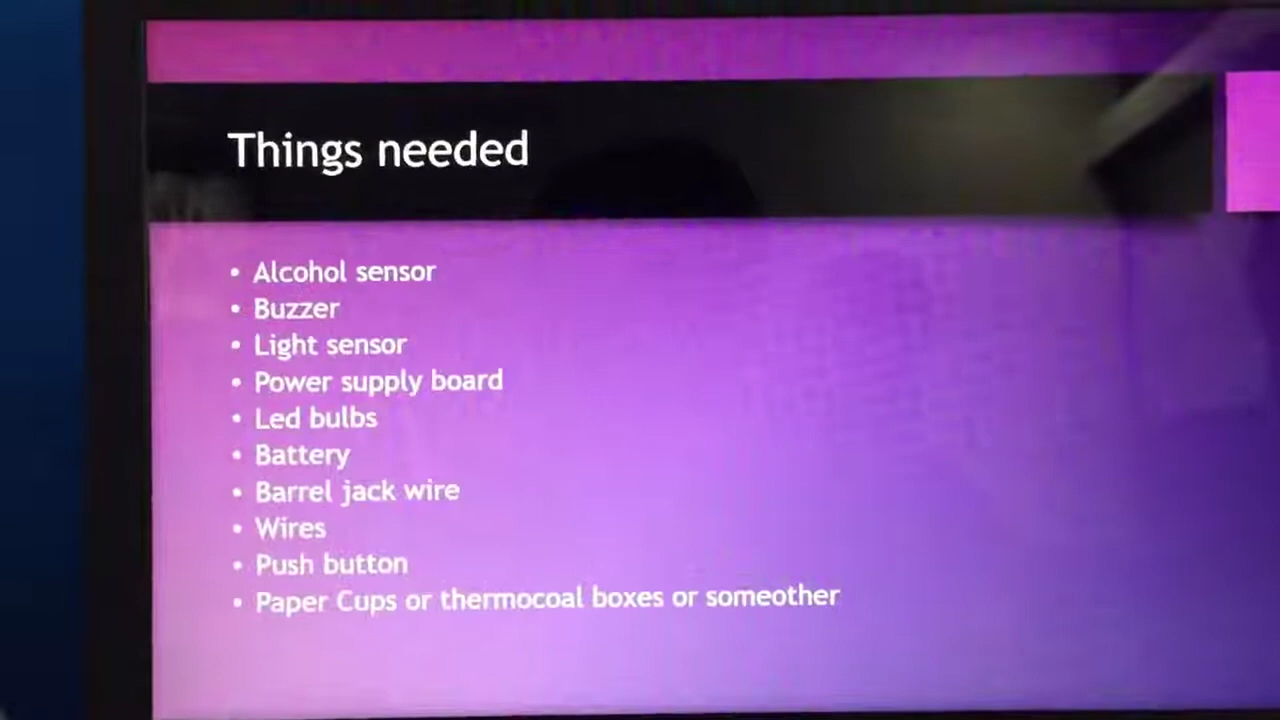 Things needed
• Alcohol sensor
• Buzzer
• Light sensor
• Power supply board
• Led bulbs
• Battery
• Barrel jack wire
• Wires
• Push button
• Paper Cups or thermocoal boxes or someother